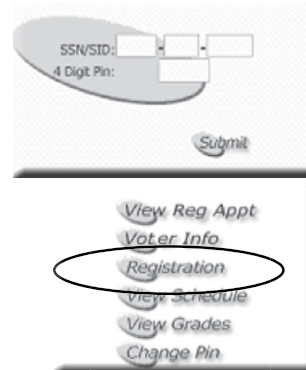 SSN/SID: - -
4 Digit Pin:
Submit
View Reg Appt
Voter Info
Registration
View Schedule
View Grades
Change Pin